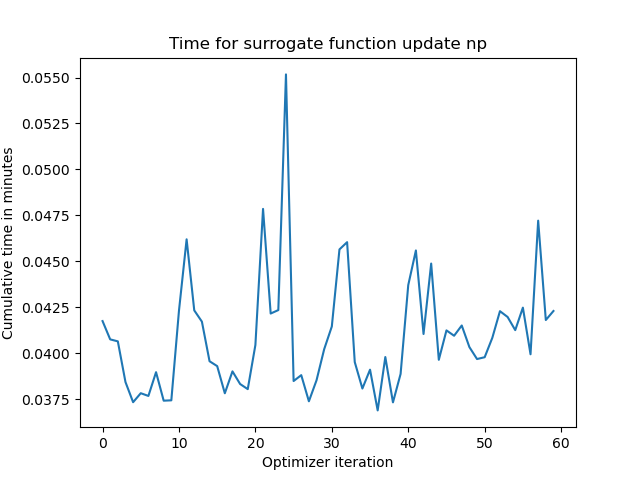 Time for surrogate function update np
Cumulative time in minutes
0.0550
0.0525
0.0500
0.0475
0.0450
0.0425
0.0400
0.0375
0 10 20 30 40 50 60
Optimizer iteration